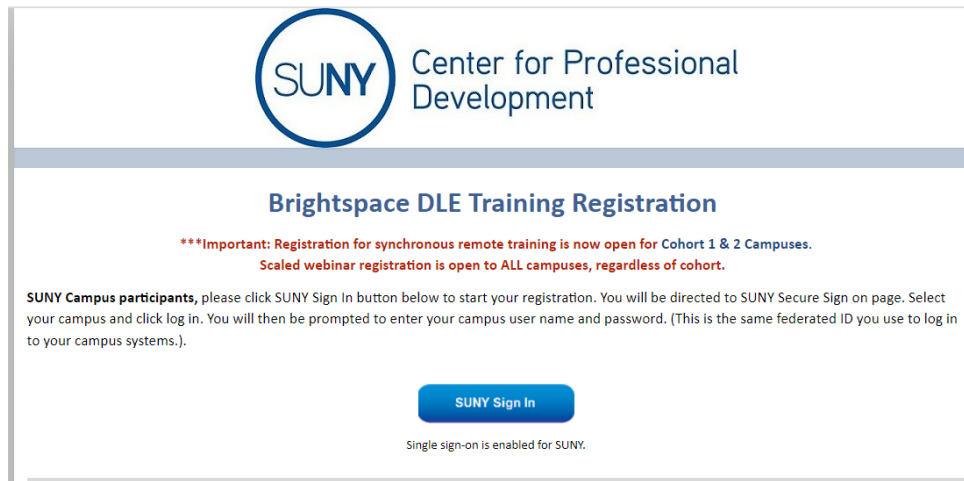 SUNY
Center for Professional
Development
Brightspace DLE Training Registration
***Important: Registration for synchronous remote training is now open for Cohort 1 & 2 Campuses.
Scaled webinar registration is open to ALL campuses, regardless of cohort.
SUNY Campus participants, please click SUNY Sign In button below to start your registration. You will be directed to SUNY Secure Sign on page. Select
your campus and click log in. You will then be prompted to enter your campus user name and password. (This is the same federated ID you use to log in
to your campus systems.).
SUNY Sign In
Single sign-on is enabled for SUNY.